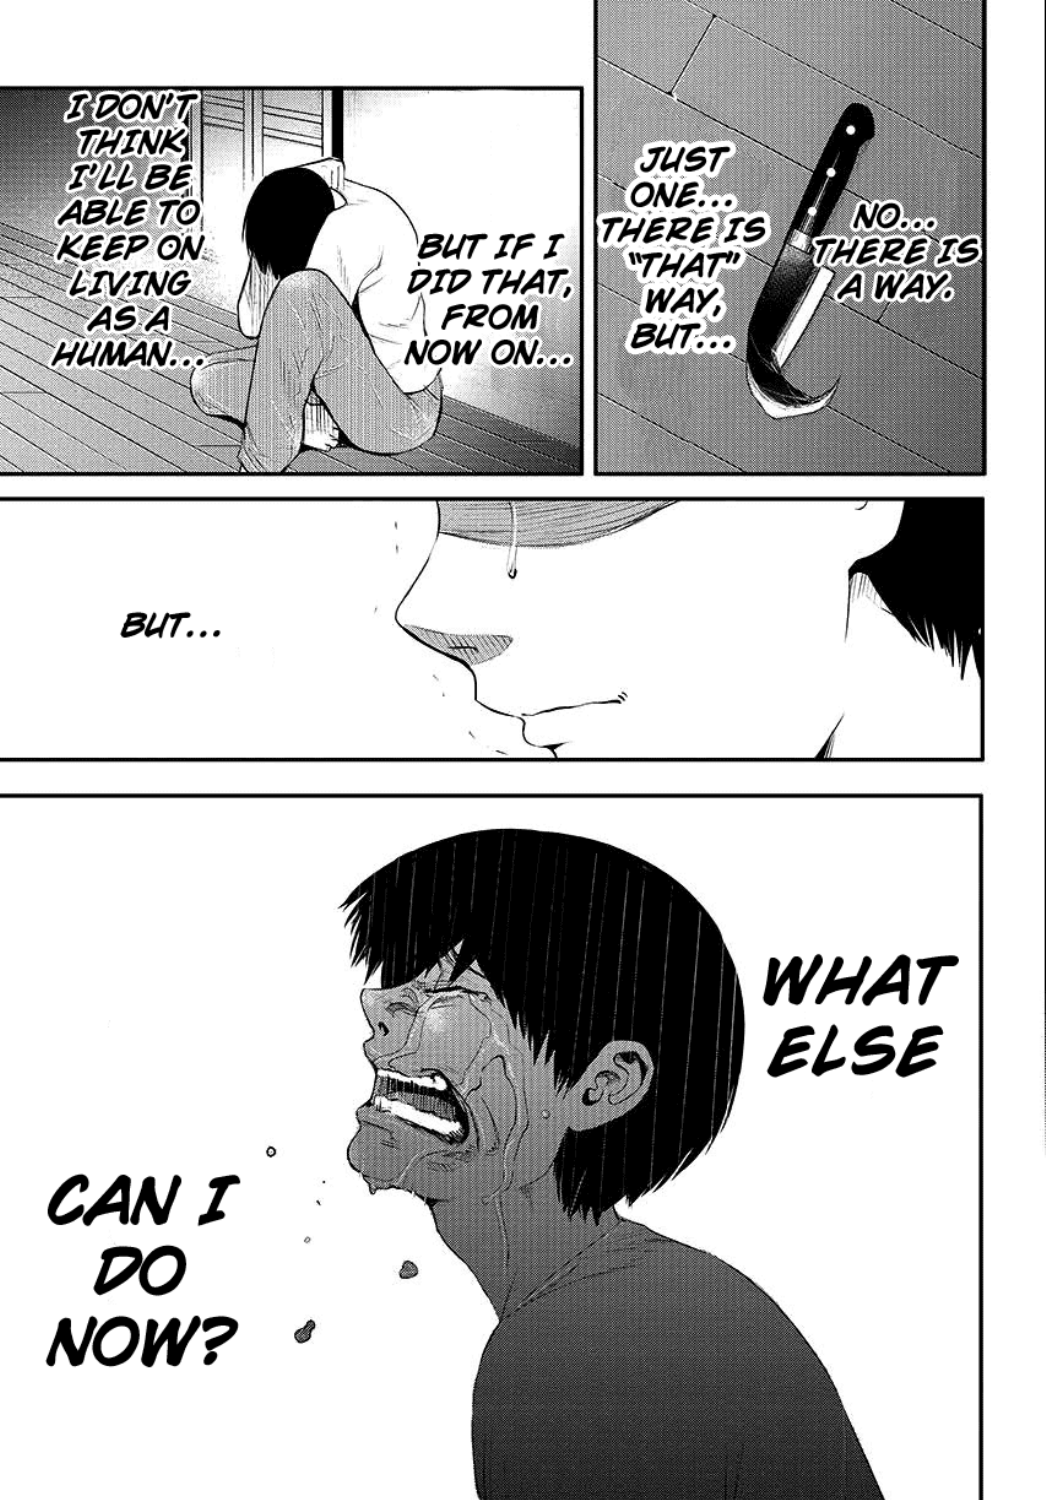 NO...
THERE IS
A WAY.
JUST
ONE...
THERE IS
"THAT"
WAY,
BUT...
BUT IF I
DID THAT,
FROM
NOW ON...
I DON'T
THINK
I'LL BE
ABLE TO
KEEP ON
LIVING
AS A
HUMAN...
BUT...
WHAT
ELSE
CAN I
DO
NOW?